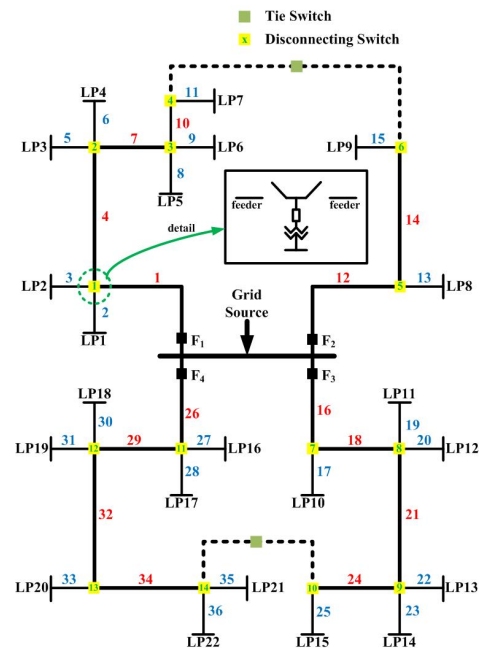 Tie Switch
x Disconnecting Switch
LP4
4 11 LP7
6 10
LP3 5 2 7 3 9 LP6
LP9 15 6
8
LP5
feeder feeder
4
detail
14
LP2 3 1 1
12 5 13 LP8
2
LP1
Grid
Source
F1 F2
F4 F3
LP18
LP11
26 16
30 19
LP19 31 12 29 11 27 LP16
7 18 8 20 LP12
28 17
LP17 LP10
32 21
LP20 33 13 34 14 35 LP21
10 24 9 22 LP13
36 25 23
LP22 LP15 LP14